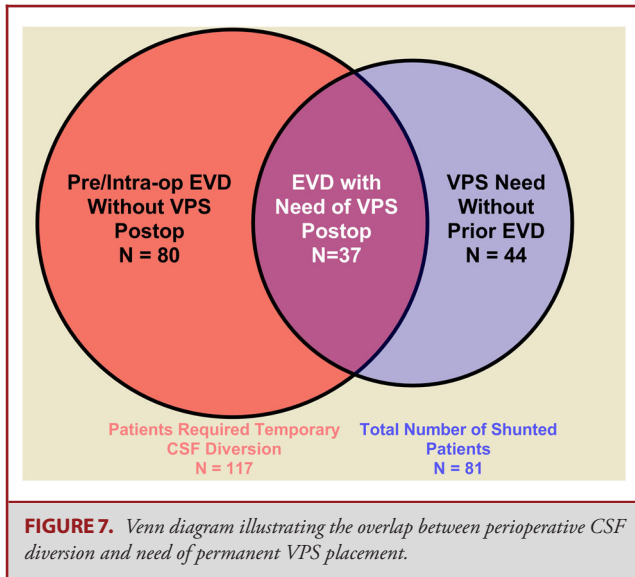 Pre/Intra-op EVD
Without VPS
Postop
N = 80
EVD with
Need of VPS
Postop
N=37
VPS Need
Without
Prior EVD
N = 44
Patients Required Temporary
CSF Diversion
N = 117
Total Number of Shunted
Patients
N = 81
FIGURE 7. Venn diagram illustrating the overlap between perioperative CSF
diversion and need of permanent VPS placement.